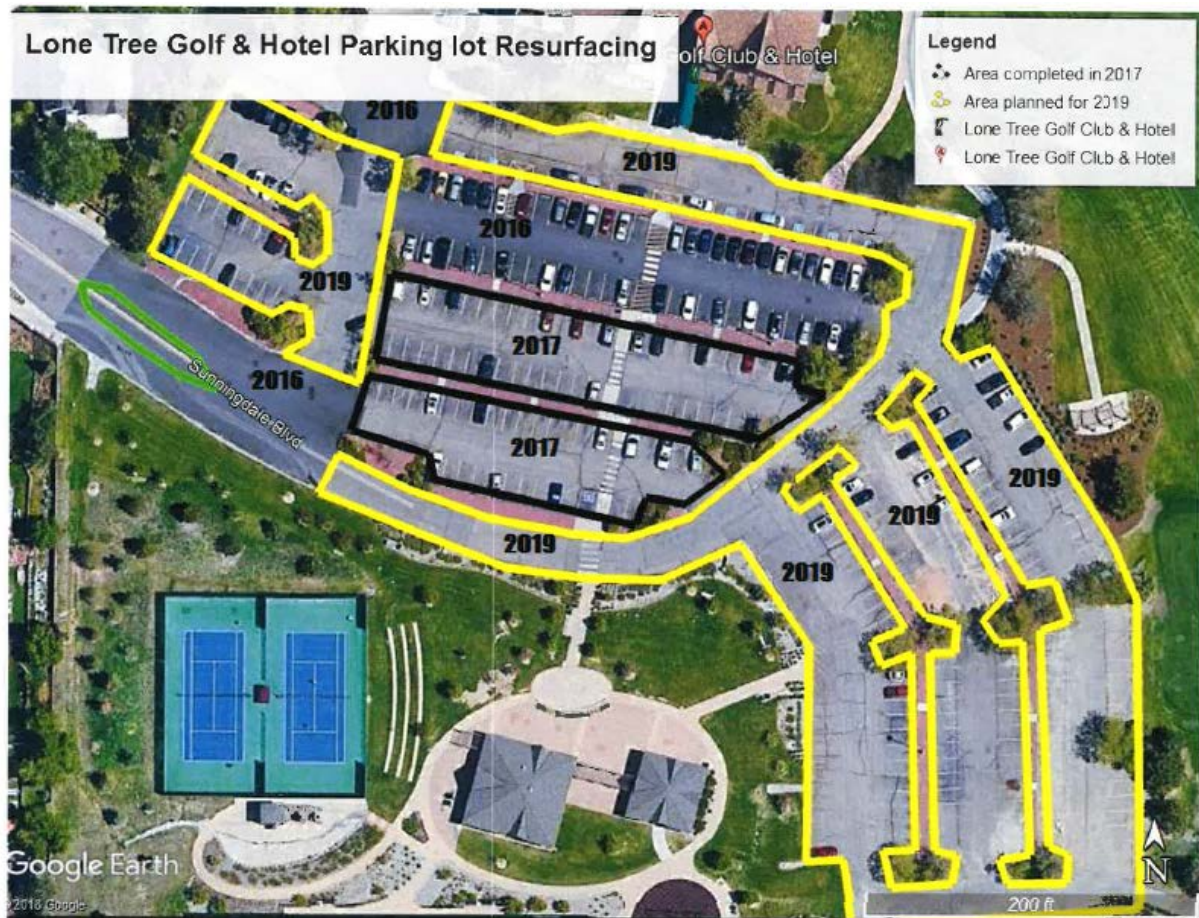 Lone Tree Golf & Hotel Parking lot Resurfacing
Golf Club & Hotel
A
Legend
Area completed in 2017
Area planned for 2019
Lone Tree Golf Club & Hotel
Lone Tree Golf Club & Hotel
2016
2019
2016
2019
2017
2016
Sunningdale Blvd
2017
2019
2019
2019
2019
Google Earth
©2018 Google
N
200 ft